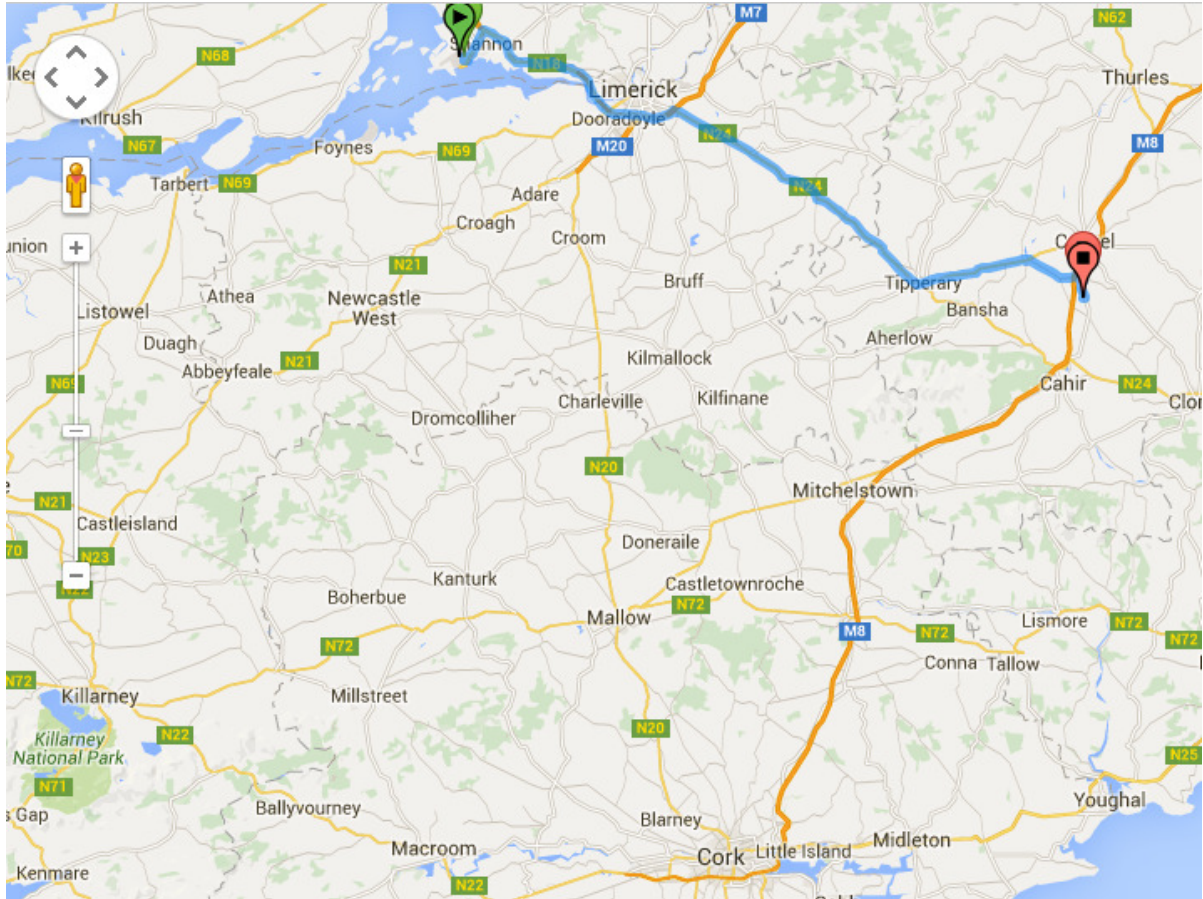 M7
N62
Shannon
N68
N18
Thurles
Limerick
Kilrush
Dooradoyle
N24
M8
N67
Foynes
M20
N69
Tarbert
N69
Adare
N24
Croagh
Croom
N21
Tipperary
Bruff
Athea
Newcastle
West
Listowel
Bansha
Duagh
Aherlow
Kilmallock
N21
Abbeyfeale
N69
Cahir
N24
Charleville
Kilfinane
Dromcolliher
N20
Mitchelstown
N21
Castleisland
Doneraile
70
N23
Kanturk
Castletownroche
N22
Boherbue
N72
Mallow
Lismore
N72
M8
N72
N72
N72
Conna
Tallow
N72
Killarney
Millstreet
N20
N22
Killarney
National Park
N25
N71
Youghal
Ballyvourney
s Gap
Blarney
Midleton
Macroom
Cork
Little Island
Kenmare
N22